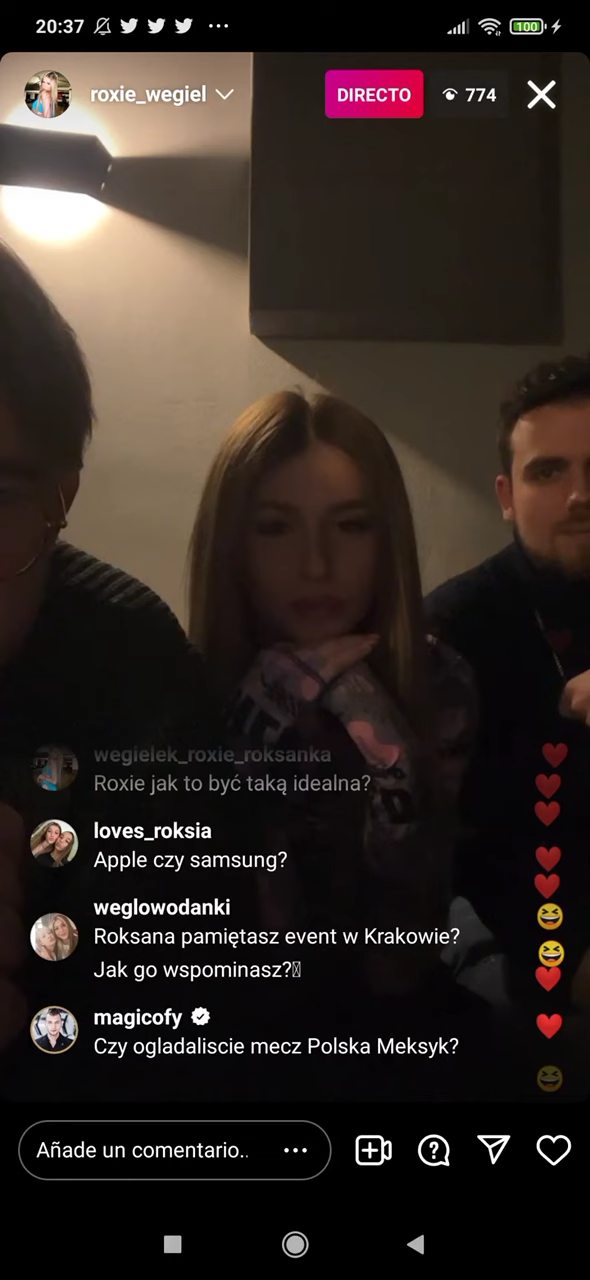 20:37
100
roxie_wegiel
DIRECTO
774
wegielek_roxie_roksanka
Roxie jak to być taką idealna?
loves_roksia
Apple czy samsung?
weglowodanki
Roksana pamiętasz event w Krakowie?
Jak go wspominasz?
magicofy
Czy ogladaliscie mecz Polska Meksyk?
Añade un comentario..